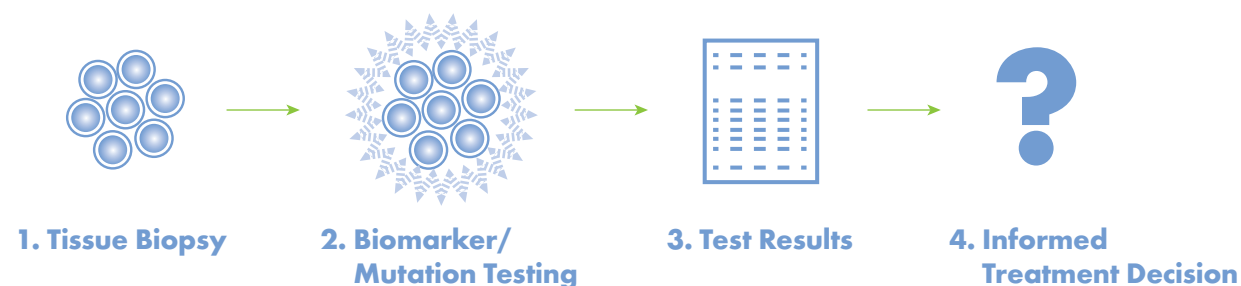 1. Tissue Biopsy
2. Biomarker/
Mutation Testing
3. Test Results
4. Informed
Treatment Decision
?